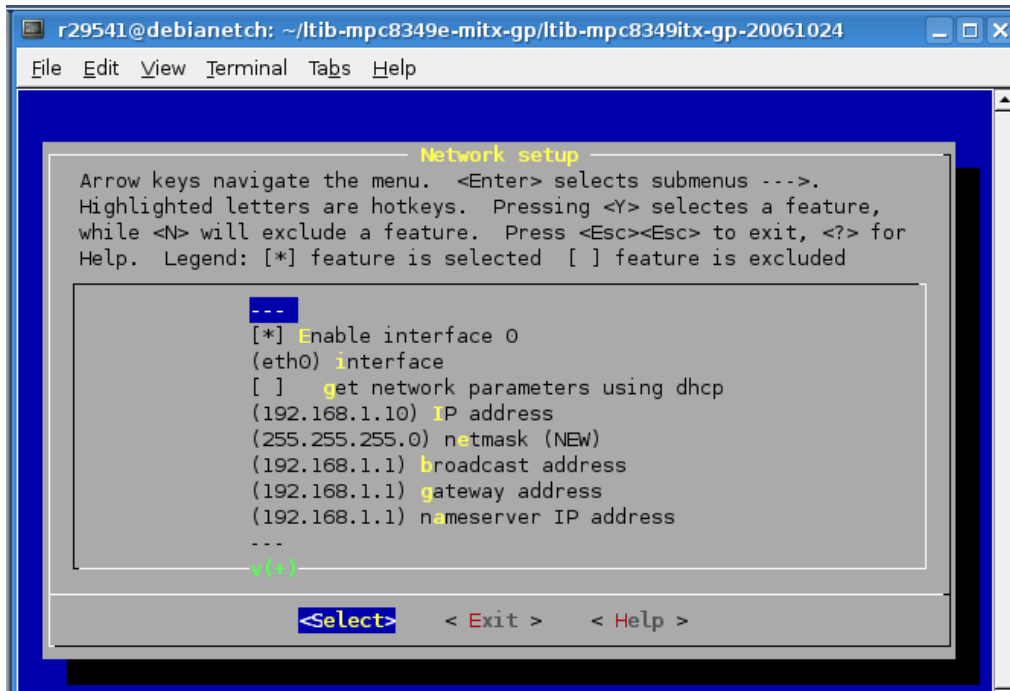 r29541@debianetch: ~/ltib-mpc8349e-mitx-gp/ltib-mpc8349itx-gp-20061024
File Edit View Terminal Tabs Help
Network setup
Arrow keys navigate the menu. <Enter> selects submenus --->.
Highlighted letters are hotkeys. Pressing <Y> selectes a feature,
while <N> will exclude a feature. Press <Esc><Esc> to exit, <?> for
Help. Legend: [*] feature is selected [ ] feature is excluded
---
[*] Enable interface 0
(eth0) interface
[ ] get network parameters using dhcp
(192.168.1.10) IP address
(255.255.255.0) netmask (NEW)
(192.168.1.1) broadcast address
(192.168.1.1) gateway address
(192.168.1.1) nameserver IP address
---
v(+)
<Select> < Exit > < Help >